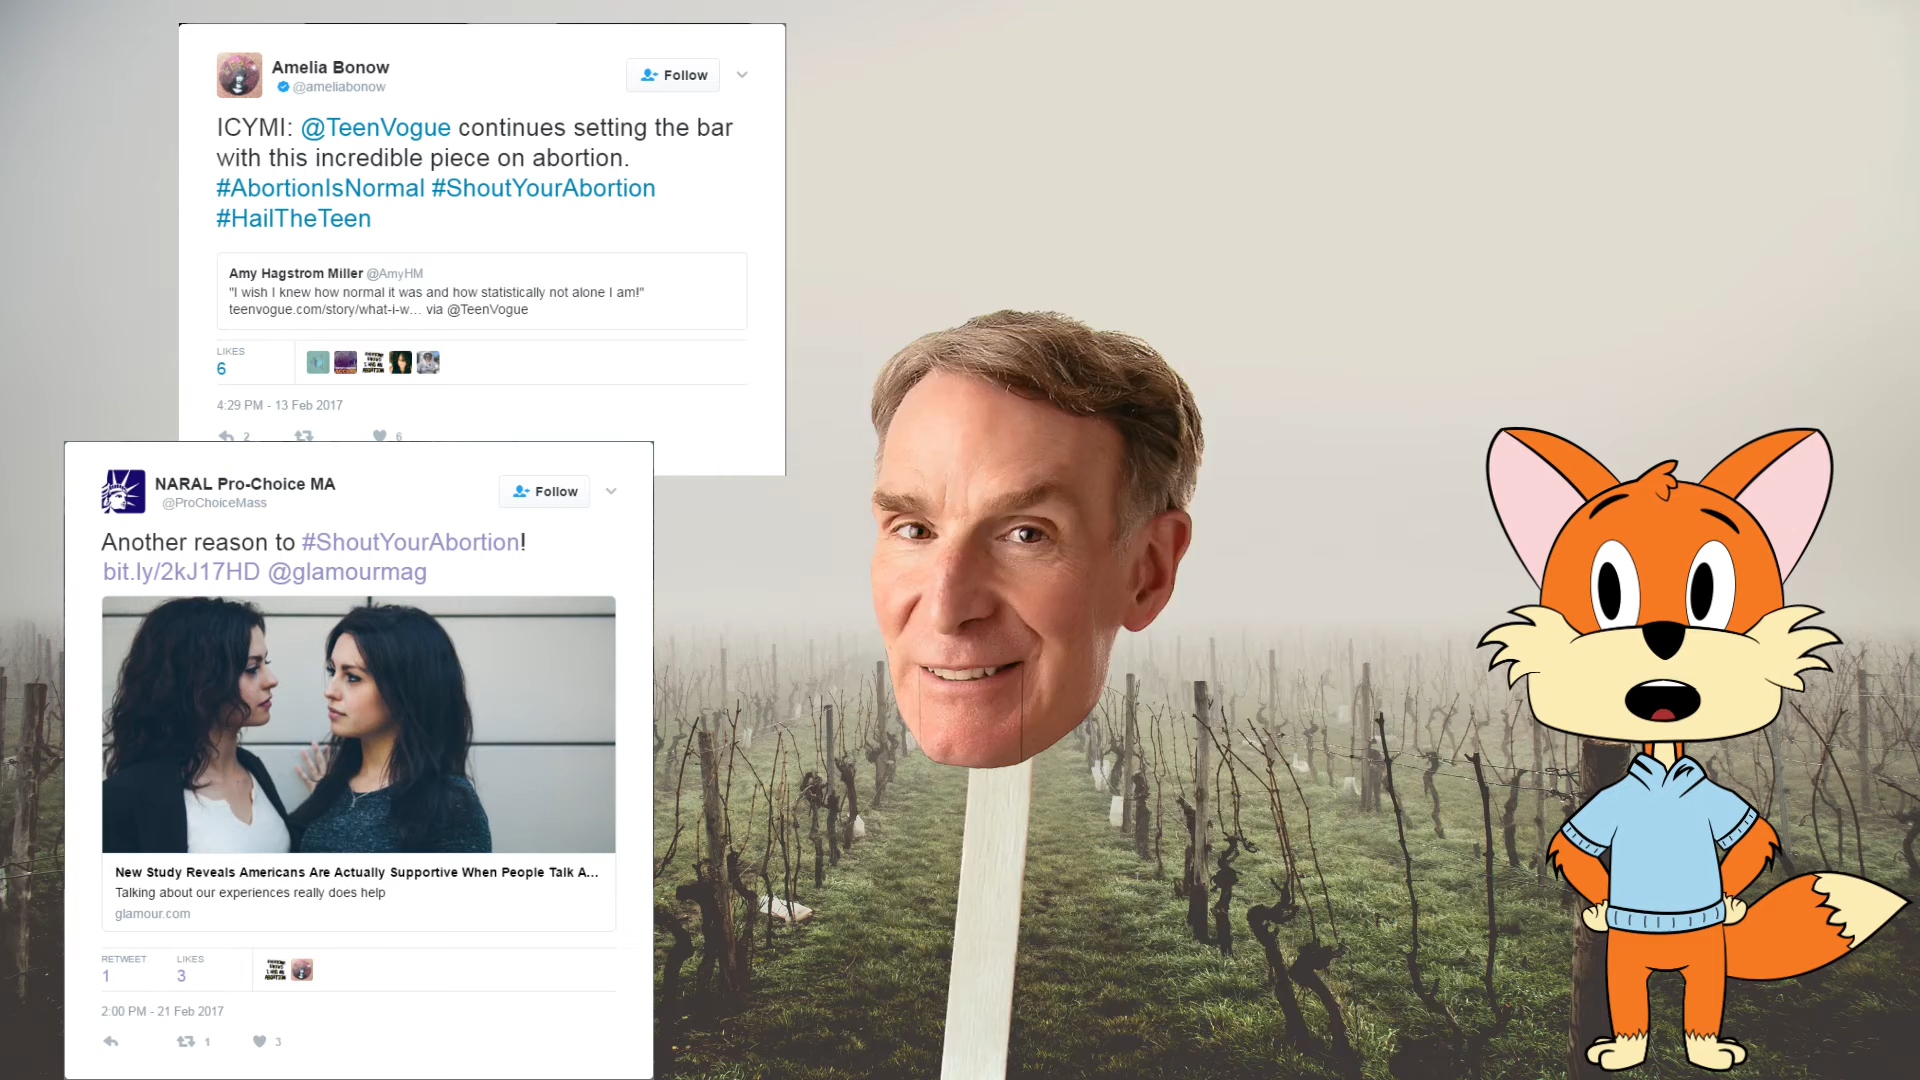 Amelia Bonow
@ameliabonow
Follow
ICYMI: @TeenVogue continues setting the bar
with this incredible piece on abortion.
#AbortionIsNormal #ShoutYourAbortion
#HailTheTeen
Amy Hagstrom Miller @AmyHM
"I wish I knew how normal it was and how statistically not alone I am!"
teenvogue.com/story/what-i-w… via @TeenVogue
LIKES
6
4:29 PM - 13 Feb 2017
2 6
NARAL Pro-Choice MA
@ProChoiceMass
Follow
Another reason to #ShoutYourAbortion!
bit.ly/2kJ17HD @glamourmag
New Study Reveals Americans Are Actually Supportive When People Talk A...
Talking about our experiences really does help
glamour.com
RETWEET LIKES
1 3
2:00 PM - 21 Feb 2017
1 3